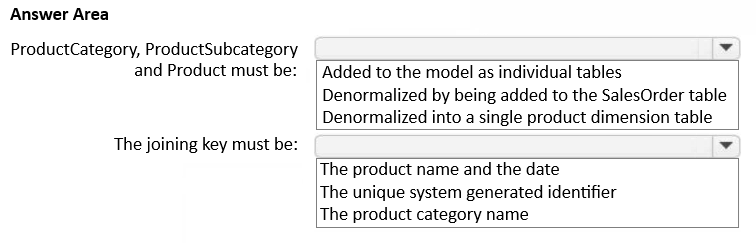 Answer Area
ProductCategory, ProductSubcategory
and Product must be:
Added to the model as individual tables
Denormalized by being added to the SalesOrder table
Denormalized into a single product dimension table
The joining key must be:
The product name and the date
The unique system generated identifier
The product category name